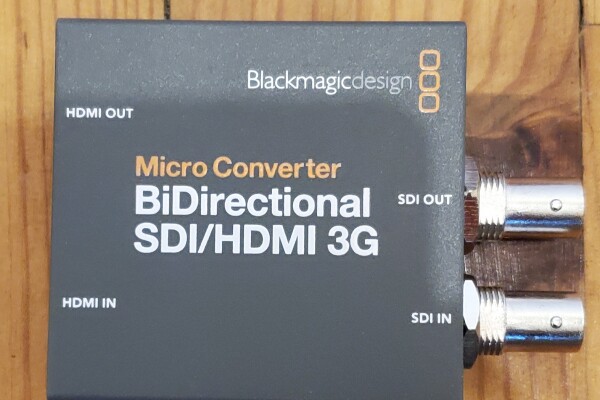 Blackmagicdesign
HDMI OUT
Micro Converter
BiDirectional
SDI/HDMI 3G
SDI OUT
HDMI IN
SDI IN